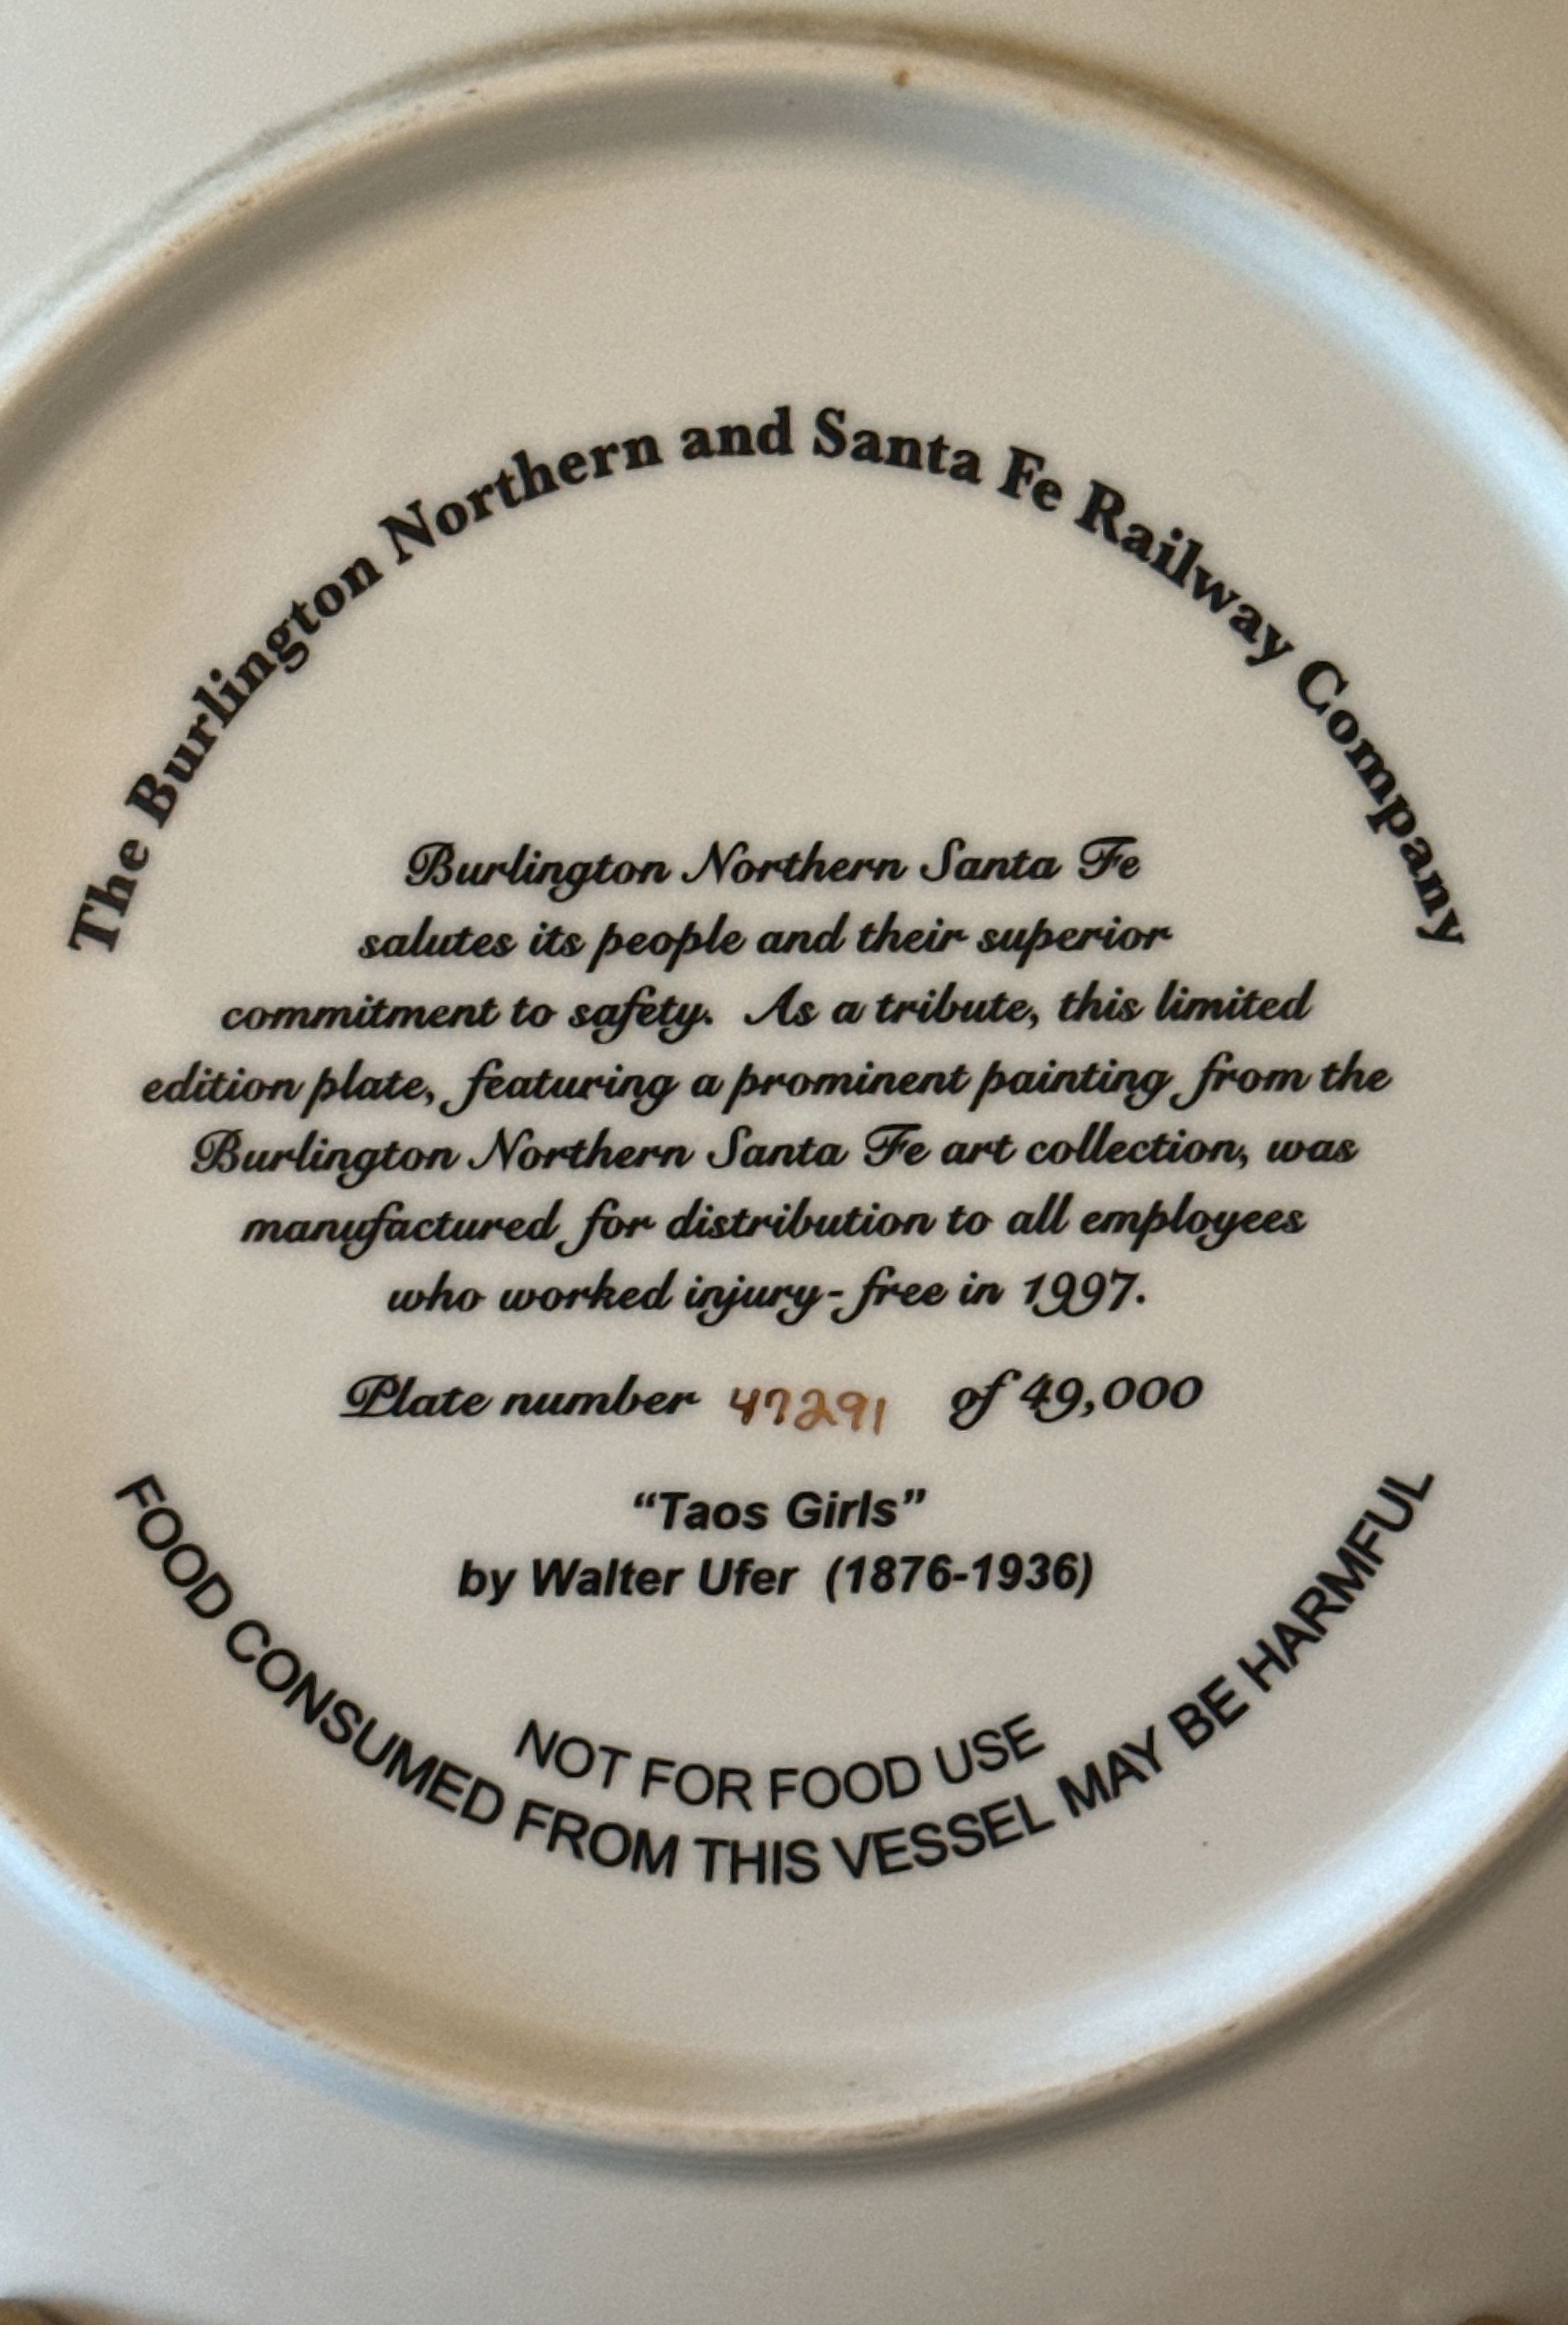 The Burlington Northern and Santa Fe Railway Company
Burlington Northern Santa Fe
salutes its people and their superior
commitment to safety. As a tribute, this limited
edition plate, featuring a prominent painting from the
Burlington Northern Santa Fe art collection, was
manufactured for distribution to all employees
who worked injury-free in 1997.
Plate number 47291 of 49,000
“Taos Girls”
by Walter Ufer (1876-1936)
NOT FOR FOOD USE
FOOD CONSUMED FROM THIS VESSEL MAY BE HARMFUL